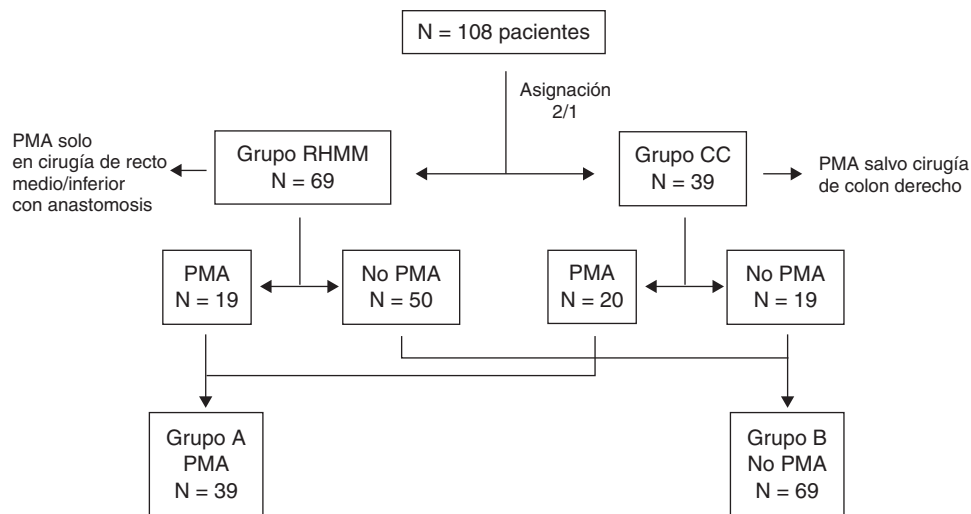 N = 108 pacientes
Asignación
2/1
PMA solo
en cirugía de recto
medio/inferior
con anastomosis
Grupo RHMM
N = 69
Grupo CC
N = 39
PMA salvo cirugía
de colon derecho
PMA
N = 19
No PMA
N = 50
PMA
N = 20
No PMA
N = 19
Grupo A
PMA
N = 39
Grupo B
No PMA
N = 69